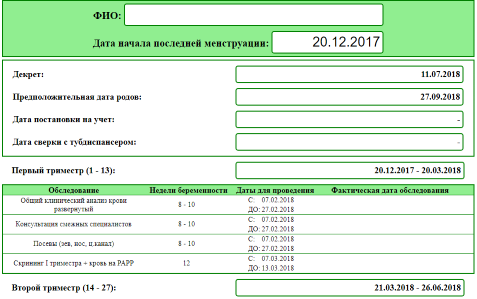 ФИО:
Дата начала последней менструации: 20.12.2017
Декрет: 11.07.2018
Предположительная дата родов: 27.09.2018
Дата постановки на учет: -
Дата сверки с тубдиспансером: -
Первый триместр (1 - 13): 20.12.2017 - 20.03.2018
Обследование Недели беременности Даты для проведения Фактическая дата обследования
Общий клинический анализ крови развернутый 8 - 10 С: 07.02.2018 ДО: 27.02.2018
Консультация смежных специалистов 8 - 10 С: 07.02.2018 ДО: 27.02.2018
Посевы (зев, нос, ц.канал) 8 - 10 С: 07.02.2018 ДО: 27.02.2018
Скрининг I триместра + кровь на PAPP 12 С: 07.03.2018 ДО: 13.03.2018
Второй триместр (14 - 27): 21.03.2018 - 26.06.2018